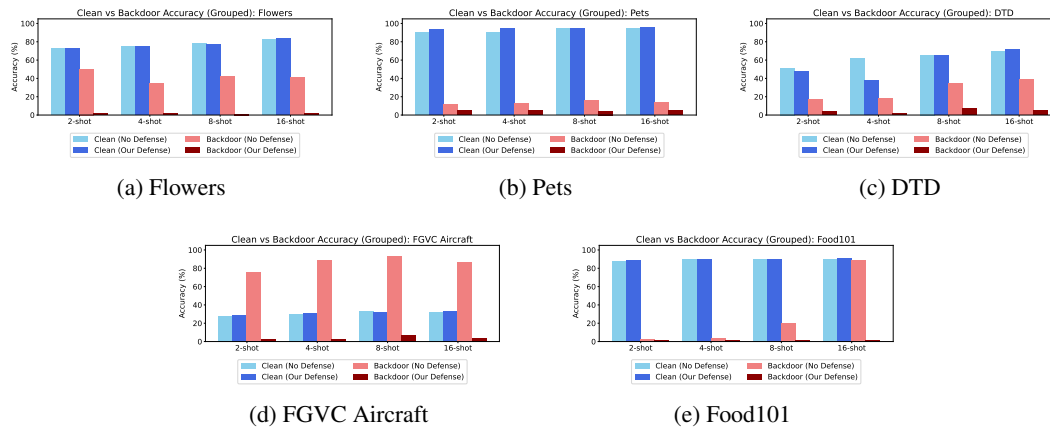 Clean vs Backdoor Accuracy (Grouped): Flowers
100
80
60
40
20
0
Accuracy (%)
2-shot 4-shot 8-shot 16-shot
Clean (No Defense) Backdoor (No Defense)
Clean (Our Defense) Backdoor (Our Defense)
(a) Flowers
Clean vs Backdoor Accuracy (Grouped): Pets
100
80
60
40
20
0
Accuracy (%)
2-shot 4-shot 8-shot 16-shot
Clean (No Defense) Backdoor (No Defense)
Clean (Our Defense) Backdoor (Our Defense)
(b) Pets
Clean vs Backdoor Accuracy (Grouped): DTD
100
80
60
40
20
0
Accuracy (%)
2-shot 4-shot 8-shot 16-shot
Clean (No Defense) Backdoor (No Defense)
Clean (Our Defense) Backdoor (Our Defense)
(c) DTD
Clean vs Backdoor Accuracy (Grouped): FGVC Aircraft
100
80
60
40
20
0
Accuracy (%)
2-shot 4-shot 8-shot 16-shot
Clean (No Defense) Backdoor (No Defense)
Clean (Our Defense) Backdoor (Our Defense)
(d) FGVC Aircraft
Clean vs Backdoor Accuracy (Grouped): Food101
100
80
60
40
20
0
Accuracy (%)
2-shot 4-shot 8-shot 16-shot
Clean (No Defense) Backdoor (No Defense)
Clean (Our Defense) Backdoor (Our Defense)
(e) Food101